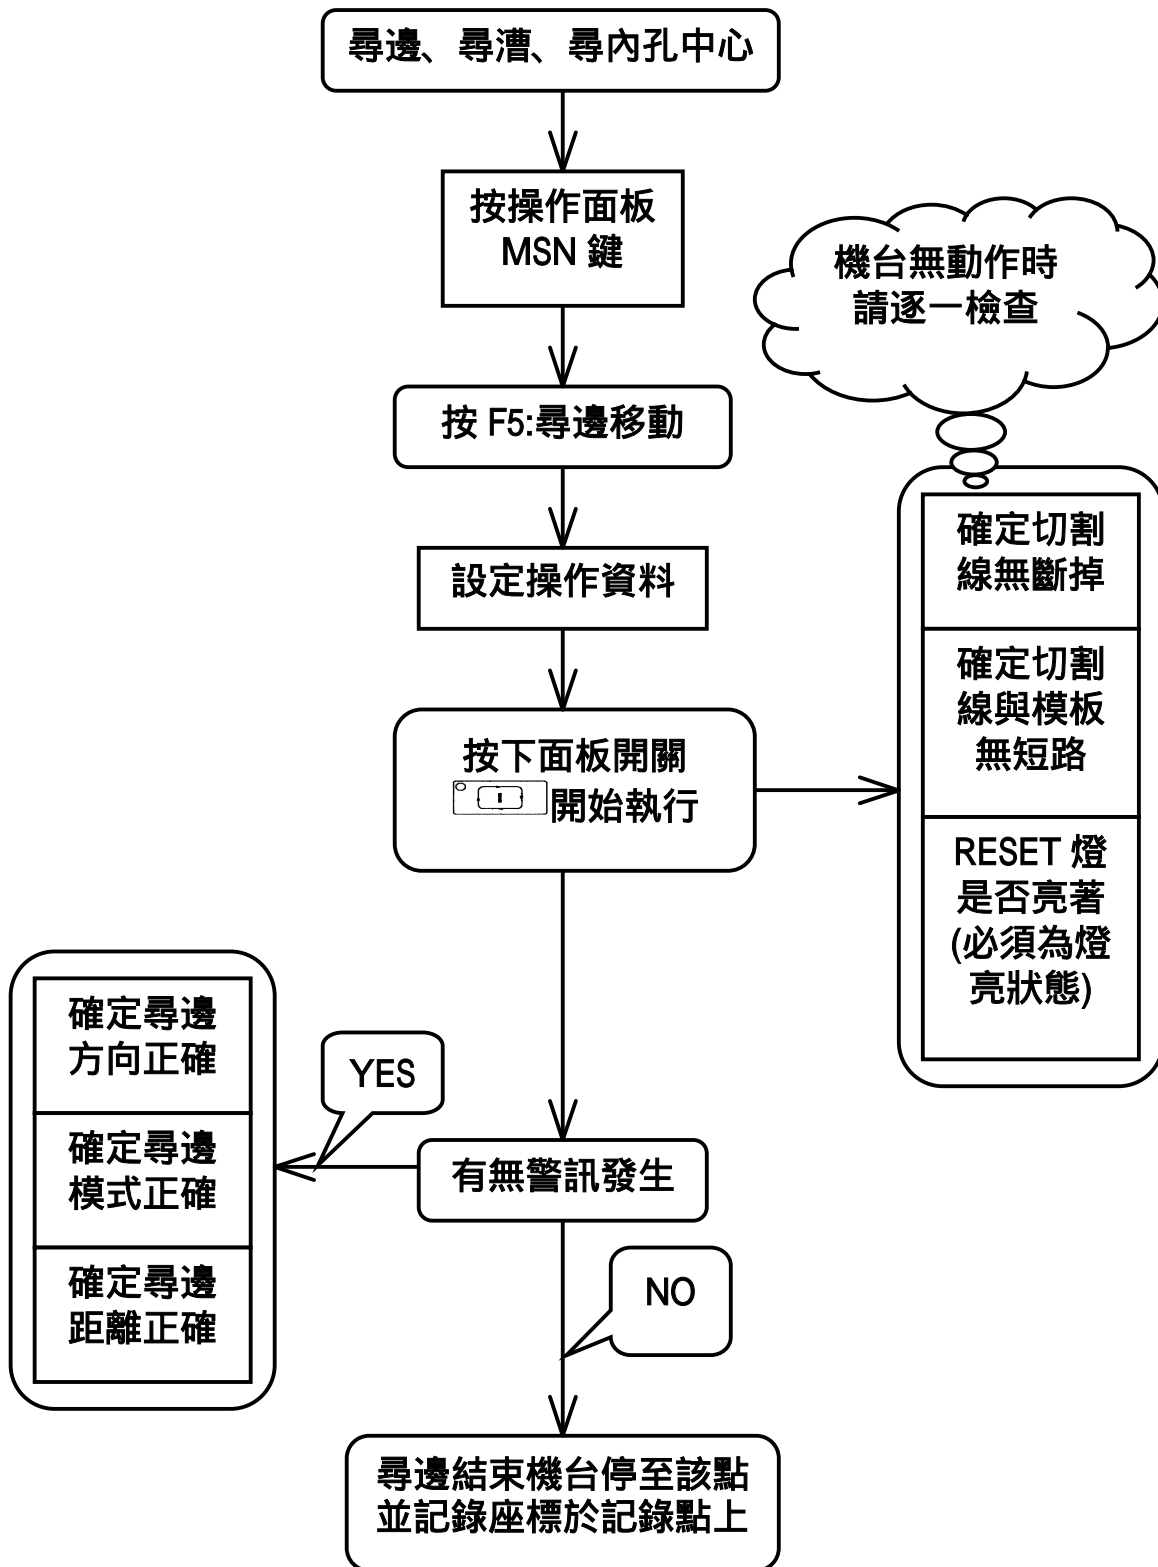 尋邊、尋漕、尋內孔中心
按操作面板
MSN 鍵
機台無動作時
請逐一檢查
按 F5:尋邊移動
設定操作資料
按下面板開關
開始執行
確定切割
線無斷掉
確定切割
線與模板
無短路
RESET 燈
是否亮著
(必須為燈
亮狀態)
確定尋邊
方向正確
確定尋邊
模式正確
確定尋邊
距離正確
YES
有無警訊發生
NO
尋邊結束機台停至該點
並記錄座標於記錄點上